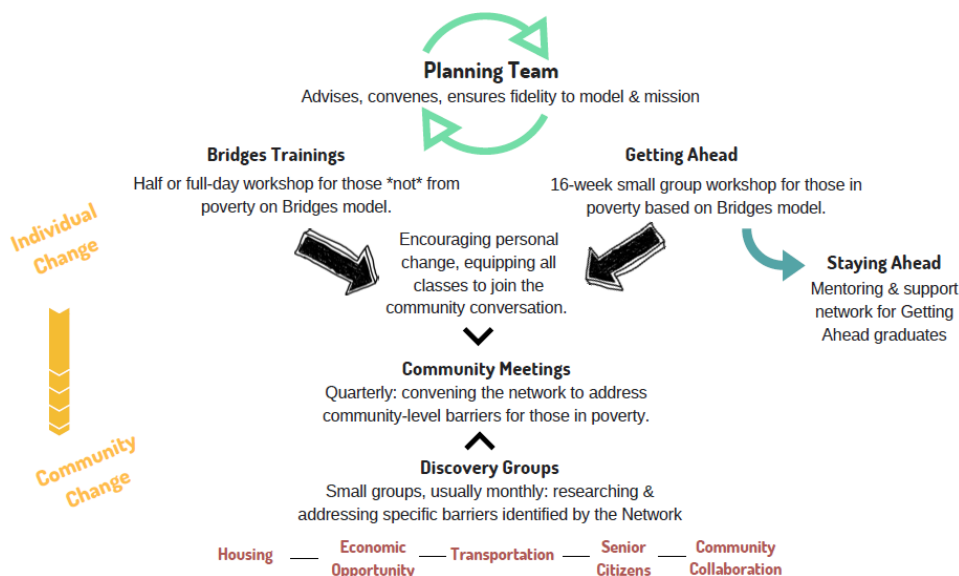 Planning Team
Advises, convenes, ensures fidelity to model & mission
Bridges Trainings
Half or full-day workshop for those *not* from
poverty on Bridges model.
Getting Ahead
16-week small group workshop for those in
poverty based on Bridges model.
Individual
Change
Encouraging personal
change, equipping all
classes to join the
community conversation.
Staying Ahead
Mentoring & support
network for Getting
Ahead graduates
Community Meetings
Quarterly: convening the network to address
community-level barriers for those in poverty.
Community
Change
Discovery Groups
Small groups, usually monthly: researching &
addressing specific barriers identified by the Network
Housing
Economic
Opportunity
Transportation
Senior
Citizens
Community
Collaboration